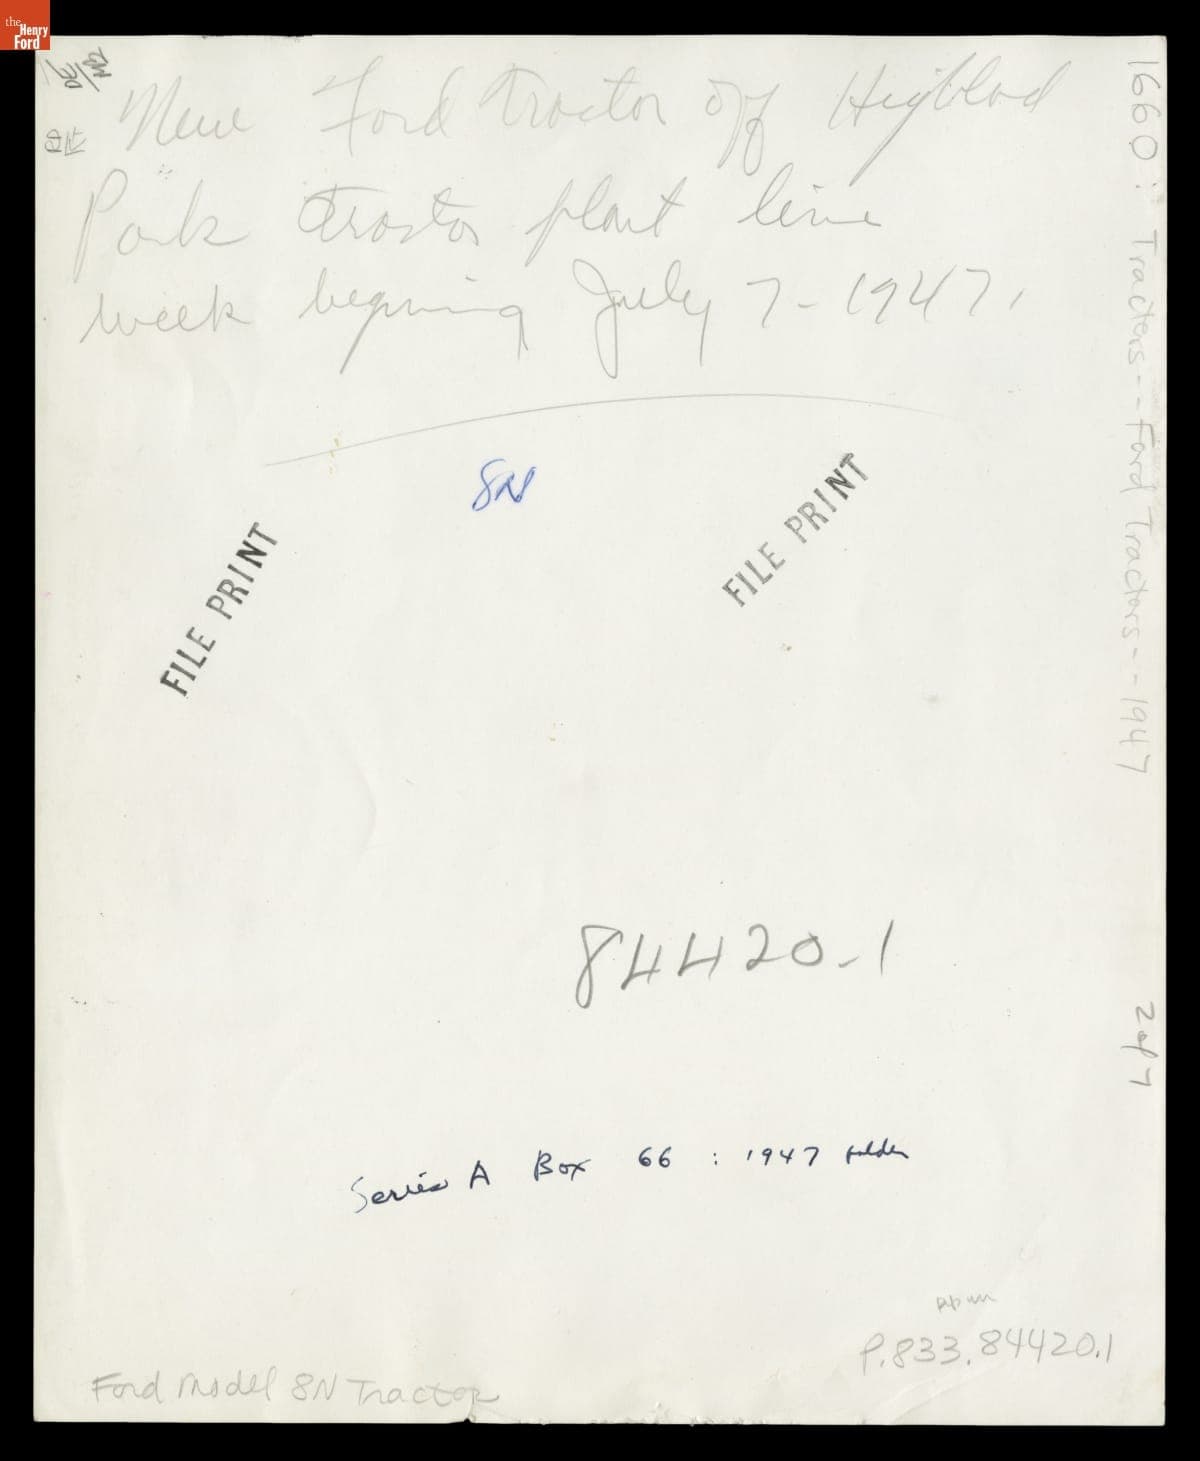 the
Henry
Ford
New Ford tractor off Highland
Park tractor plant line
week begining July 7-1947.
8N
FILE PRINT
FILE PRINT
84420-1
Series A Box 66 : 1947 folder
P.833.84420.1
Ford Model 8N Tractor
1660: Tractors--Ford Tractors--1947
2 of 7